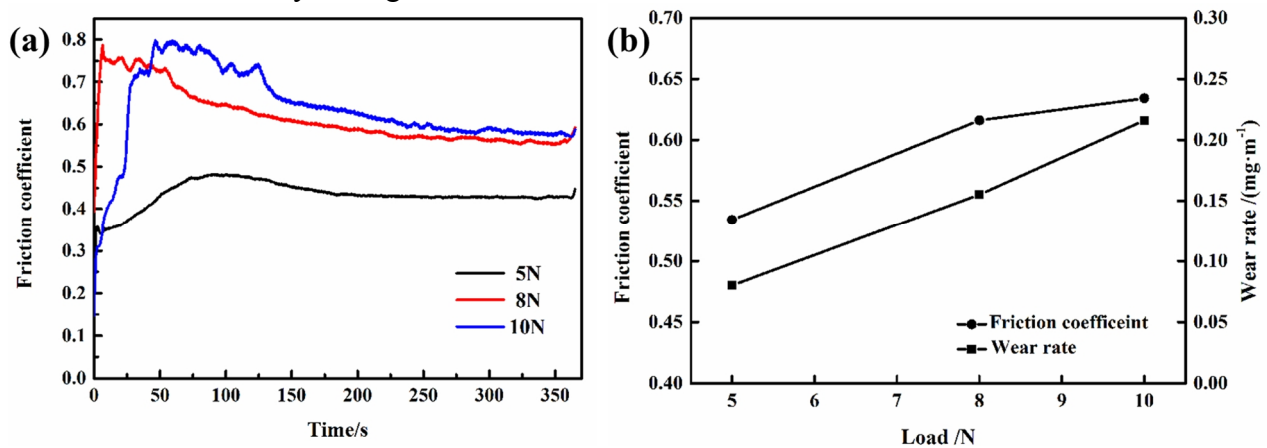 (a)
0.8
0.7
0.6
0.5
0.4
0.3
0.2
0.1
0.0
Friction coefficient
5N
8N
10N
0 50 100 150 200 250 300 350
Time/s
(b)
0.70
0.65
0.60
0.55
0.50
0.45
0.40
Friction coefficient
0.30
0.25
0.20
0.15
0.10
0.05
0.00
Wear rate /(mg·m⁻¹)
Friction coefficeint
Wear rate
5 6 7 8 9 10
Load /N